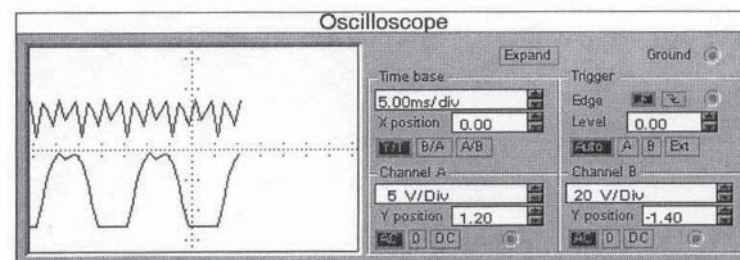 Oscilloscope
Expand
Ground
Time base
5.00ms/div
X position 0.00
Y/T B/A A/B
Trigger
Edge
Level 0.00
Auto A B Ext
Channel A
5 V/Div
Y position 1.20
AC 0 DC
Channel B
20 V/Div
Y position -1.40
AC 0 DC